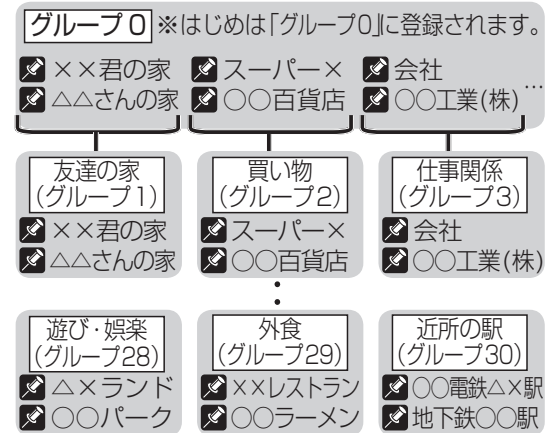 グループ0 ※はじめは「グループ0」に登録されます。
××君の家 スーパー× 会社
△△さんの家 ○○百貨店 ○○工業(株) …
友達の家 買い物 仕事関係
(グループ1) (グループ2) (グループ3)
××君の家 スーパー× 会社
△△さんの家 ○○百貨店 ○○工業(株)
遊び・娯楽 外食 近所の駅
(グループ28) (グループ29) (グループ30)
△×ランド ××レストラン ○○電鉄△×駅
○○パーク ○○ラーメン 地下鉄○○駅